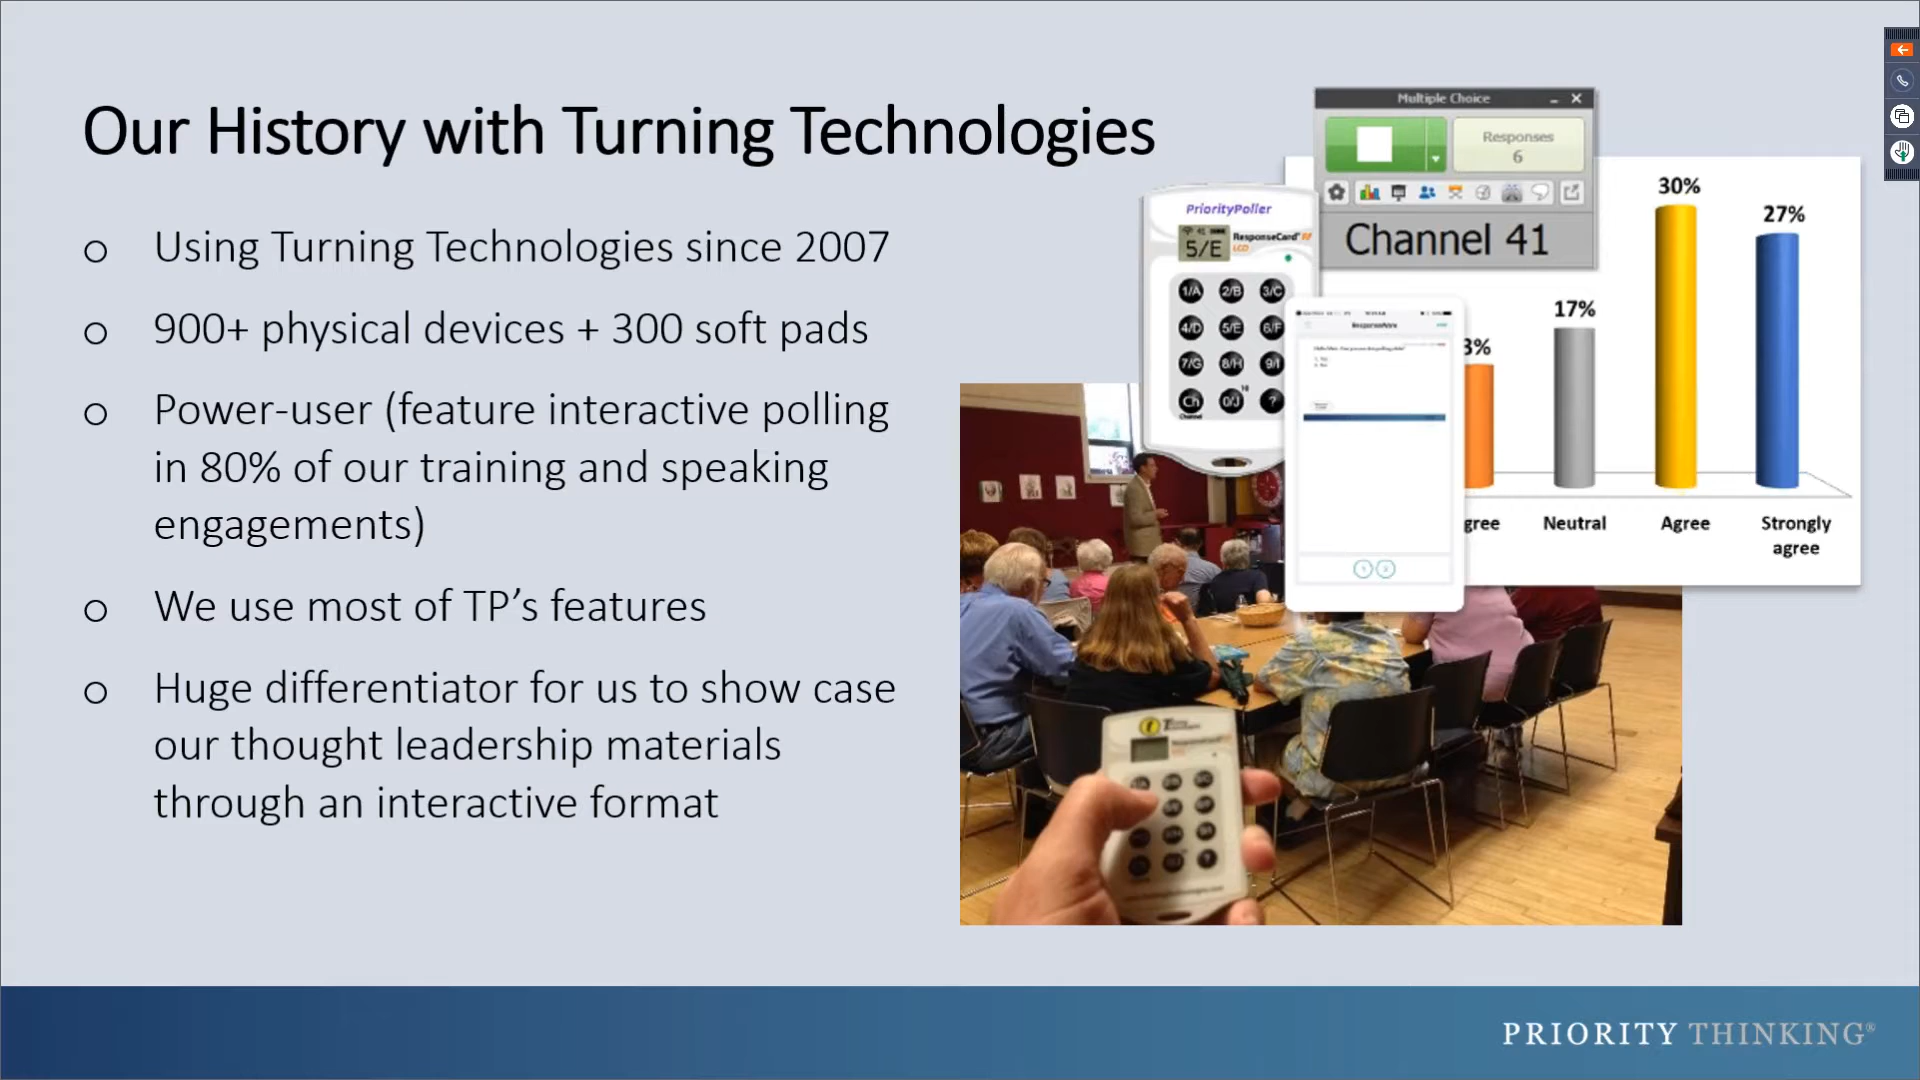 Our History with Turning Technologies
Using Turning Technologies since 2007
900+ physical devices + 300 soft pads
Power-user (feature interactive polling
in 80% of our training and speaking
engagements)
We use most of TP’s features
Huge differentiator for us to show case
our thought leadership materials
through an interactive format
Multiple Choice
Responses
6
Channel 41
PriorityPoller
41
ResponseCard
LCD
5/E
1/A 2/B 3/C
4/D 5/E 6/F
7/G 8/H 9/I
Ch 0/J ?
Channel
ResponseWare
30%
27%
17%
3%
gree
Neutral
Agree
Strongly
agree
PRIORITY THINKING®